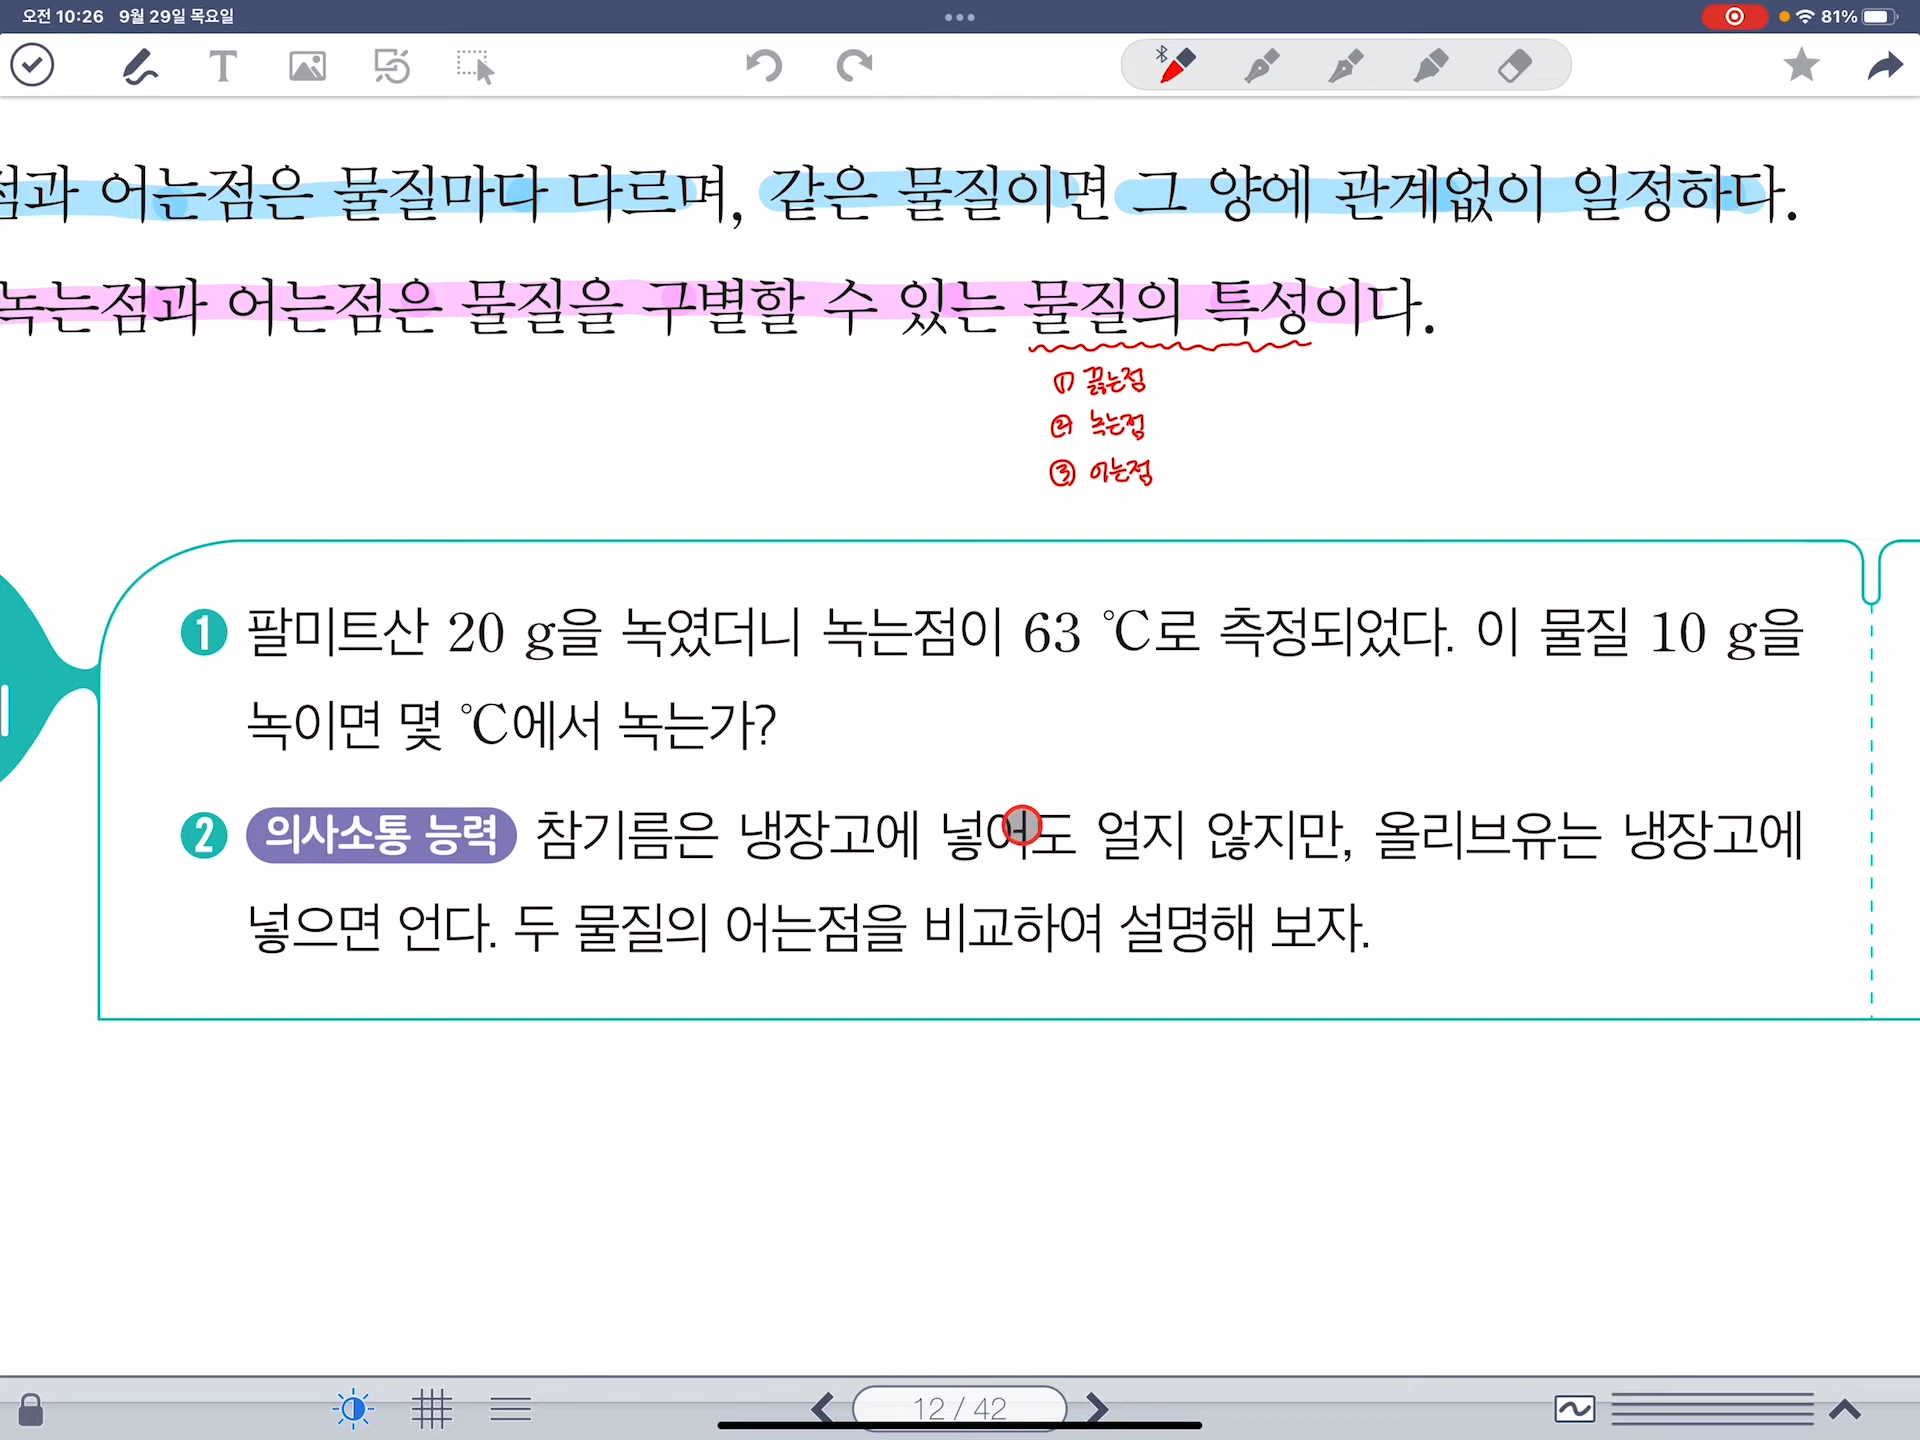 오전 10:26 9월 29일 목요일
81%
T
점과 어는점은 물질마다 다르며, 같은 물질이면 그 양에 관계없이 일정하다.
녹는점과 어는점은 물질을 구별할 수 있는 물질의 특성이다.
① 끓는점
② 녹는점
③ 어는점
1 팔미트산 20 g을 녹였더니 녹는점이 63 ℃로 측정되었다. 이 물질 10 g을
녹이면 몇 ℃에서 녹는가?
2 의사소통 능력 참기름은 냉장고에 넣어도 얼지 않지만, 올리브유는 냉장고에
넣으면 언다. 두 물질의 어는점을 비교하여 설명해 보자.
12 / 42